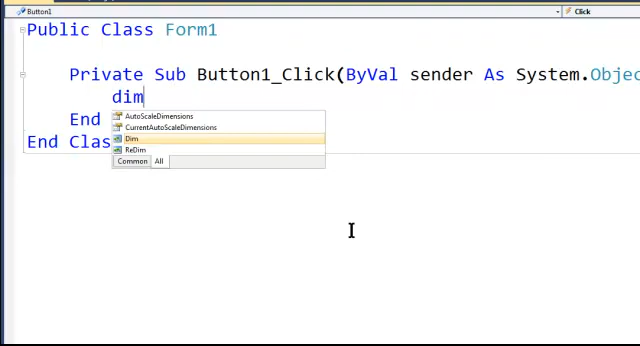 Button1 Click
Public Class Form1
Private Sub Button1_Click(ByVal sender As System.Objec
dim
AutoScaleDimensions
End
CurrentAutoScaleDimensions
Dim
End Clas
ReDim
Common All